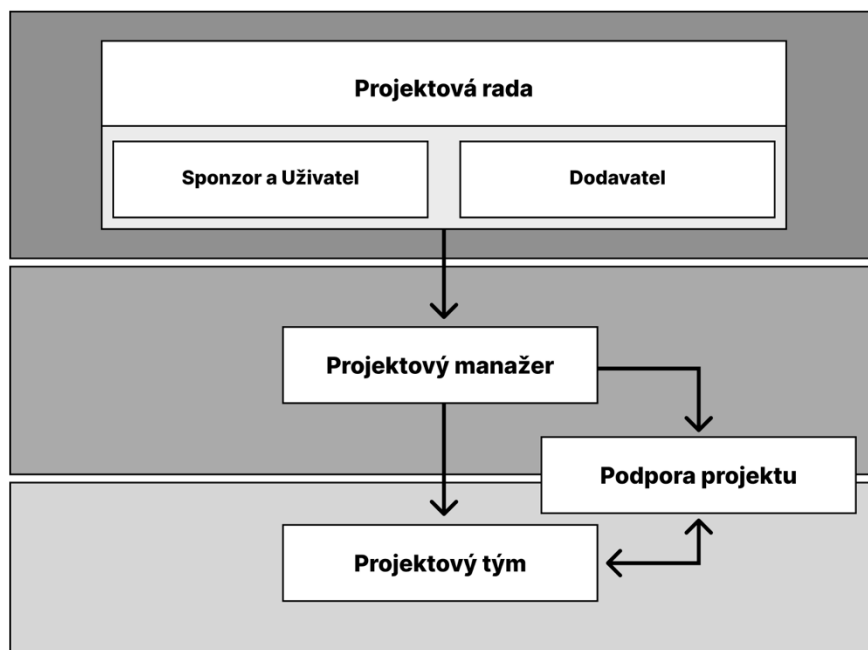 Projektová rada
Sponzor a Uživatel
Dodavatel
Projektový manažer
Podpora projektu
Projektový tým